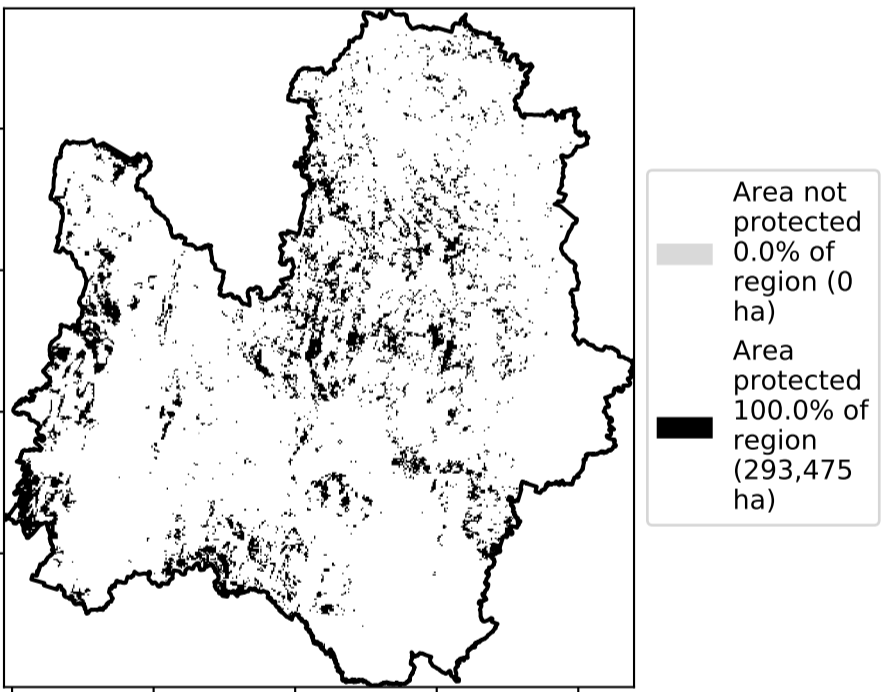 Area not
protected
0.0% of
region (0
ha)
Area
protected
100.0% of
region
(293,475
ha)